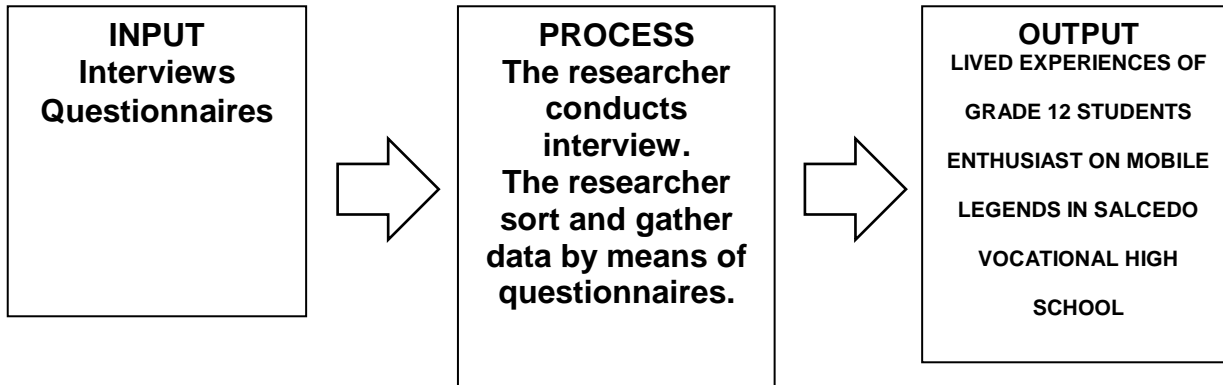 INPUT
Interviews
Questionnaires
PROCESS
The researcher
conducts
interview.
The researcher
sort and gather
data by means of
questionnaires.
OUTPUT
LIVED EXPERIENCES OF
GRADE 12 STUDENTS
ENTHUSIAST ON MOBILE
LEGENDS IN SALCEDO
VOCATIONAL HIGH
SCHOOL